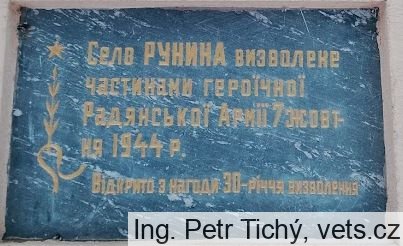 Село РУНИНА визволене
частинами героїчної
Радянської Армії 7 жовт-
ня 1944 р.
Відкрито з нагоди 30-річчя визволення
Ing. Petr Tichý, vets.cz